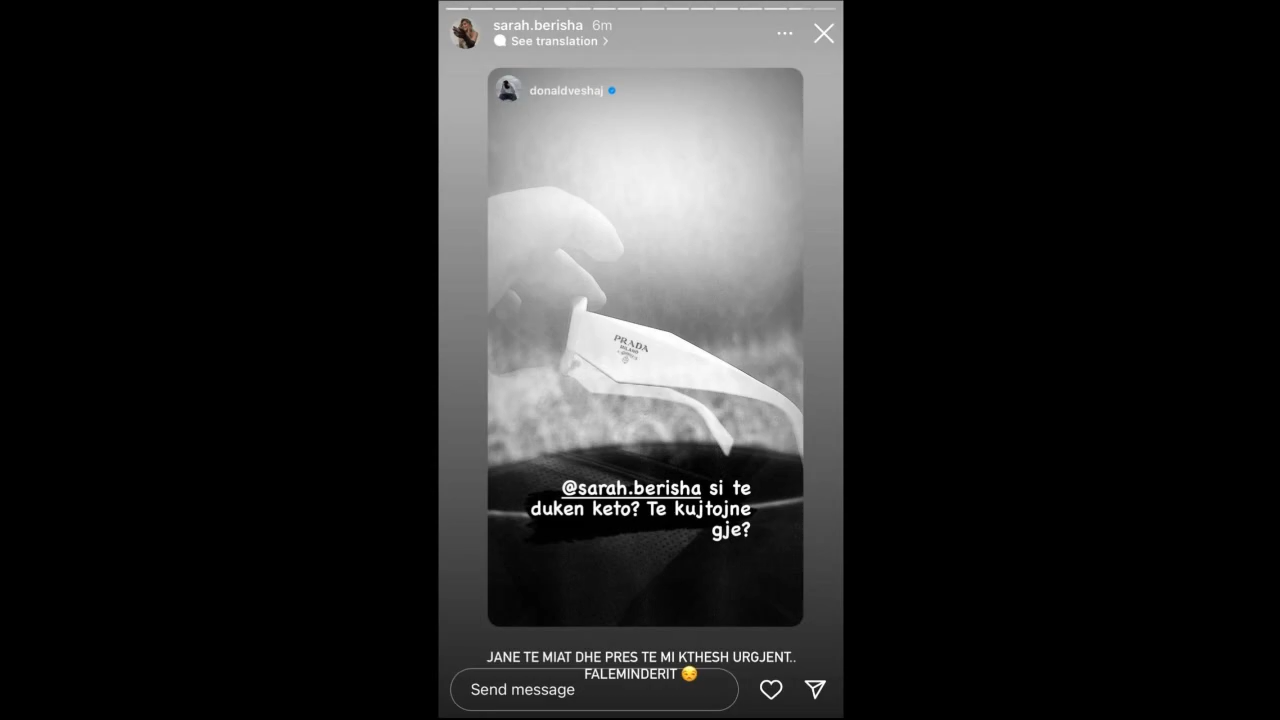 sarah.berisha 6m
See translation >
donaldveshaj
PRADA
MILANO
@sarah.berisha si te
duken keto? Te kujtojne
gje?
JANE TE MIAT DHE PRES TE MI KTHESH URGJENT..
FALEMINDERIT 😒
Send message